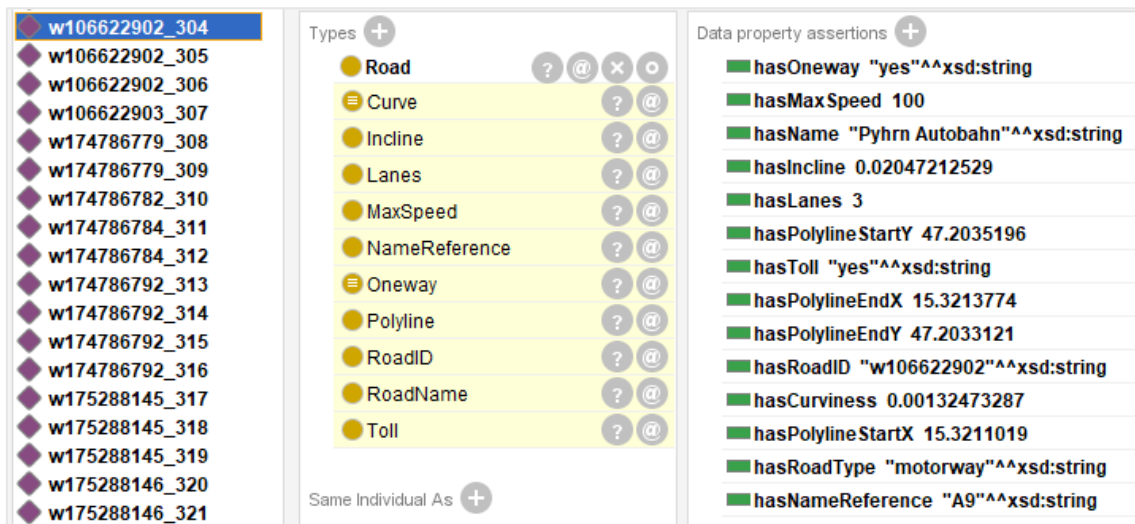 w106622902_304
w106622902_305
w106622902_306
w106622903_307
w174786779_308
w174786779_309
w174786782_310
w174786784_311
w174786784_312
w174786792_313
w174786792_314
w174786792_315
w174786792_316
w175288145_317
w175288145_318
w175288145_319
w175288146_320
w175288146_321
Types +
Road ? @ × o
Curve ? @
Incline ? @
Lanes ? @
MaxSpeed ? @
NameReference ? @
Oneway ? @
Polyline ? @
RoadID ? @
RoadName ? @
Toll ? @
Same Individual As +
Data property assertions +
hasOneway "yes"^^xsd:string
hasMaxSpeed 100
hasName "Pyhrn Autobahn"^^xsd:string
hasIncline 0.02047212529
hasLanes 3
hasPolylineStartY 47.2035196
hasToll "yes"^^xsd:string
hasPolylineEndX 15.3213774
hasPolylineEndY 47.2033121
hasRoadID "w106622902"^^xsd:string
hasCurviness 0.00132473287
hasPolylineStartX 15.3211019
hasRoadType "motorway"^^xsd:string
hasNameReference "A9"^^xsd:string